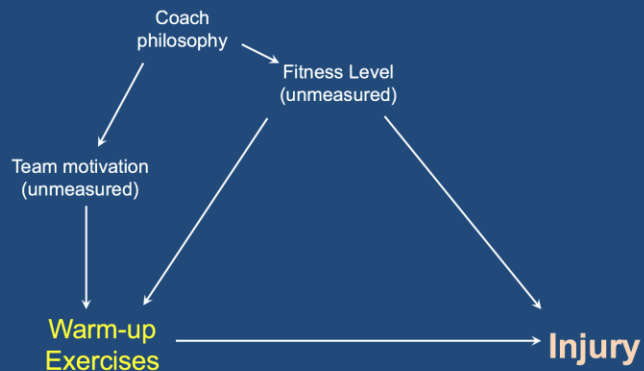 Coach
philosophy
Fitness Level
(unmeasured)
Team motivation
(unmeasured)
Warm-up
Exercises
Injury